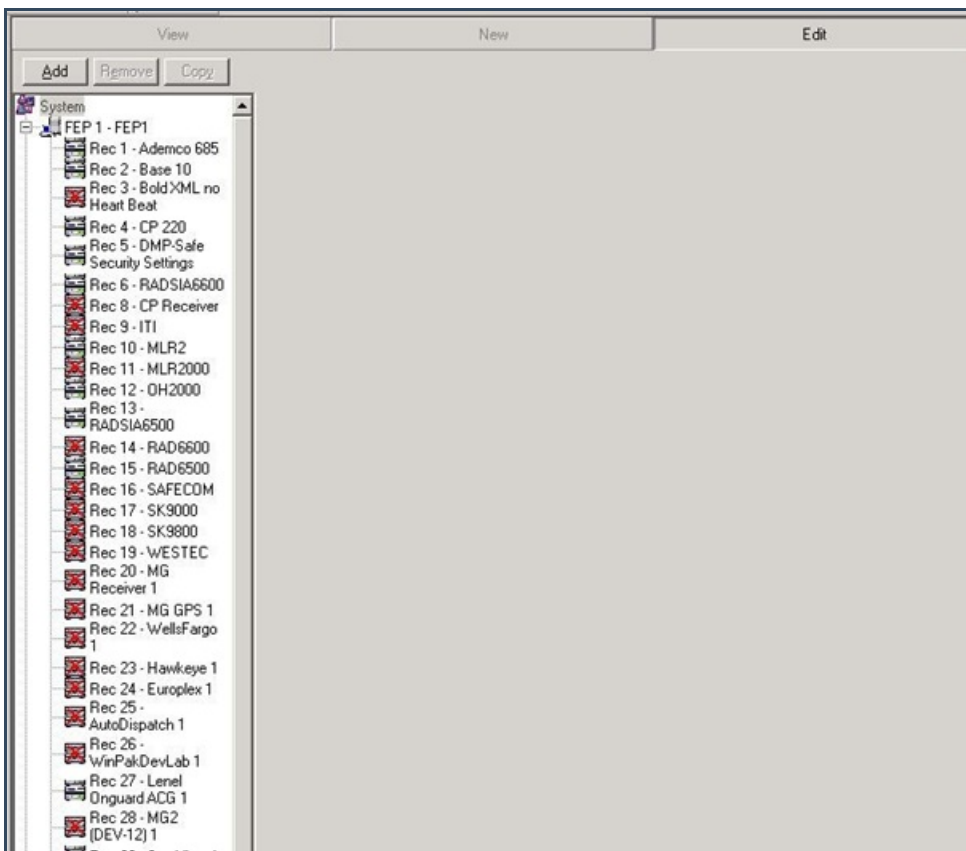 View New Edit
Add Remove Copy
System
FEP 1 - FEP1
Rec 1 - Ademco 685
Rec 2 - Base 10
Rec 3 - Bold XML no
Heart Beat
Rec 4 - CP 220
Rec 5 - DMP-Safe
Security Settings
Rec 6 - RADSIA6600
Rec 8 - CP Receiver
Rec 9 - ITI
Rec 10 - MLR2
Rec 11 - MLR2000
Rec 12 - OH2000
Rec 13 -
RADSIA6500
Rec 14 - RAD6600
Rec 15 - RAD6500
Rec 16 - SAFECOM
Rec 17 - SK9000
Rec 18 - SK9800
Rec 19 - WESTEC
Rec 20 - MG
Receiver 1
Rec 21 - MG GPS 1
Rec 22 - WellsFargo
1
Rec 23 - Hawkeye 1
Rec 24 - Europlex 1
Rec 25 -
AutoDispatch 1
Rec 26 -
WinPakDevLab 1
Rec 27 - Lenel
Onguard ACG 1
Rec 28 - MG2
(DEV-12) 1